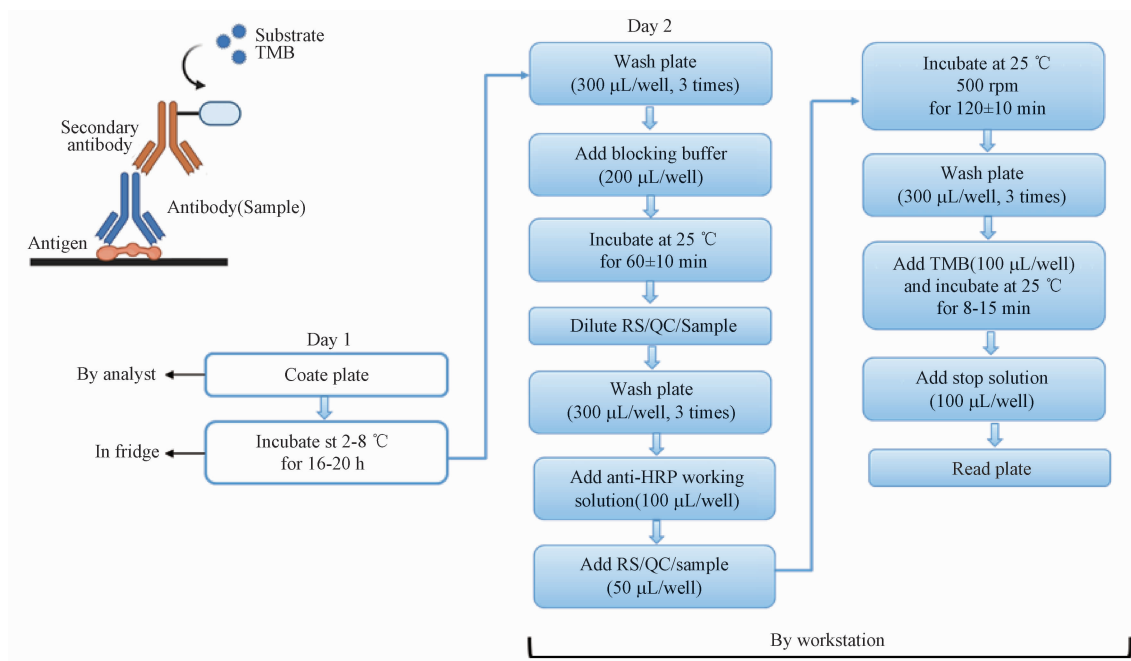 Substrate
TMB
Secondary
antibody
Antibody(Sample)
Antigen
Day 1
By analyst
Coate plate
In fridge
Incubate st 2-8 ℃
for 16-20 h
Day 2
Wash plate
(300 μL/well, 3 times)
Add blocking buffer
(200 μL/well)
Incubate at 25 ℃
for 60±10 min
Dilute RS/QC/Sample
Wash plate
(300 μL/well, 3 times)
Add anti-HRP working
solution(100 μL/well)
Add RS/QC/sample
(50 μL/well)
Incubate at 25 ℃
500 rpm
for 120±10 min
Wash plate
(300 μL/well, 3 times)
Add TMB(100 μL/well)
and incubate at 25 ℃
for 8-15 min
Add stop solution
(100 μL/well)
Read plate
By workstation